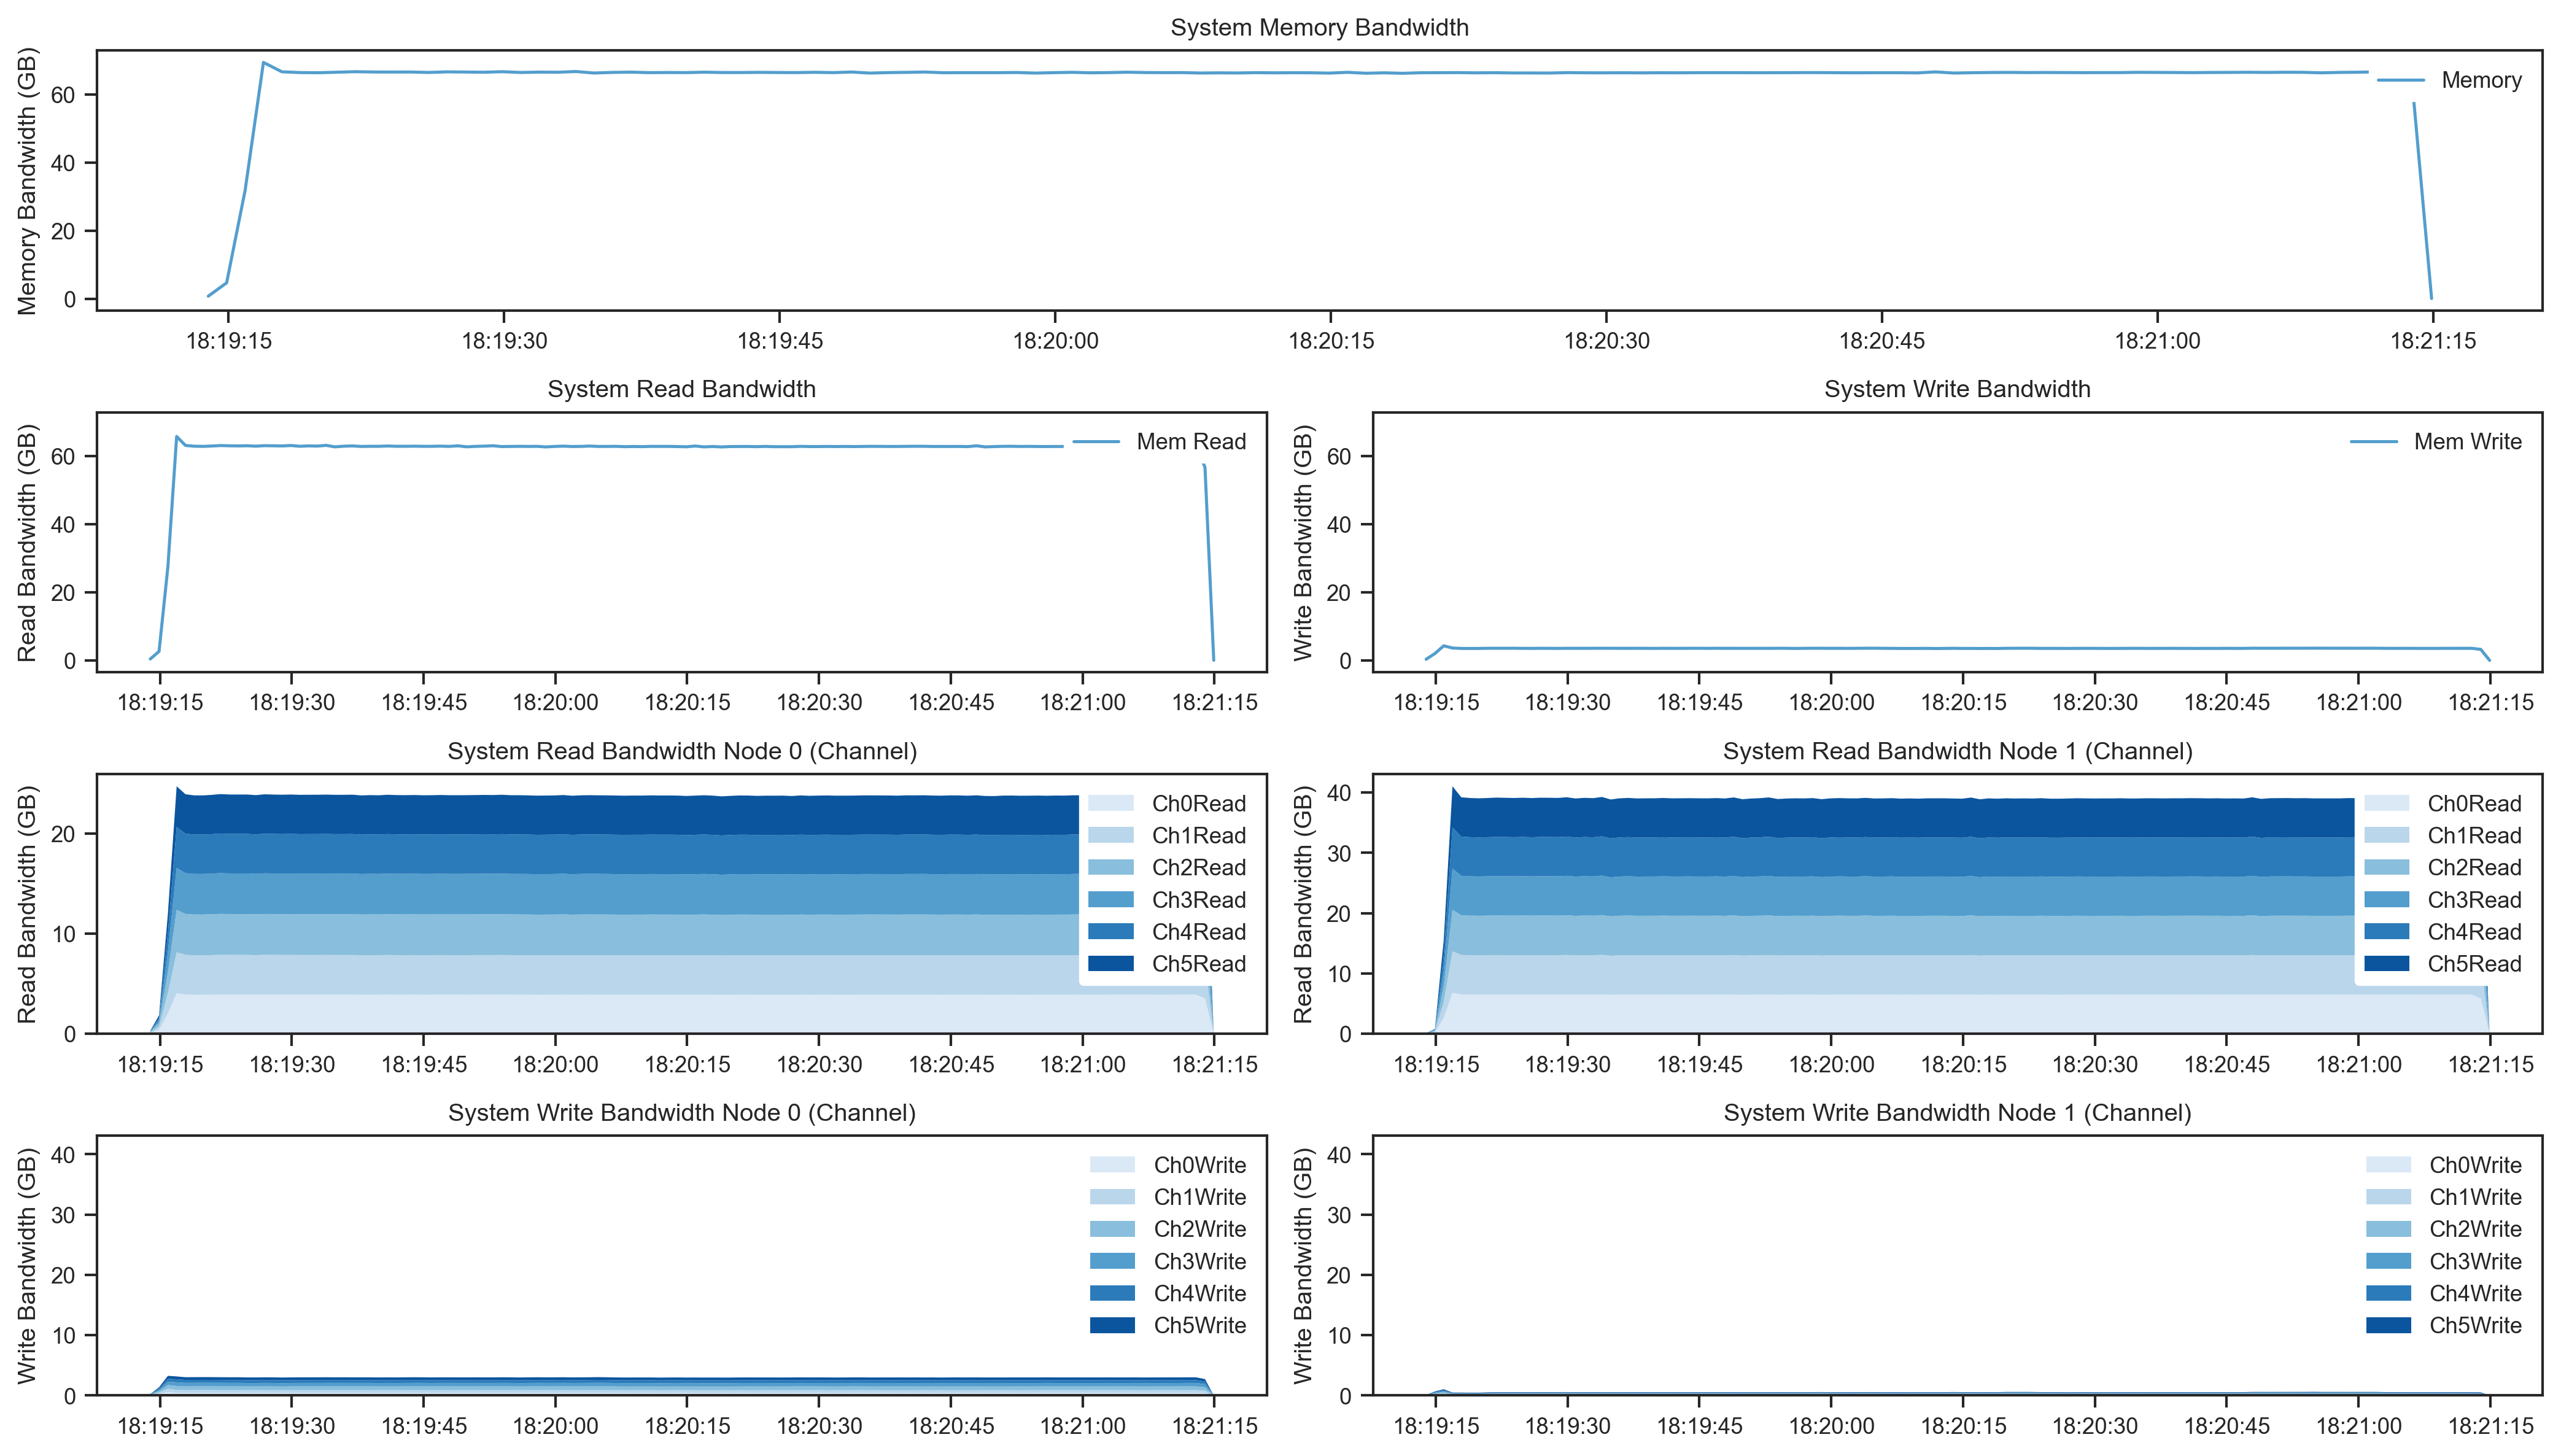 System Memory Bandwidth
Memory Bandwidth (GB)
60
40
20
0
Memory
18:19:15 18:19:30 18:19:45 18:20:00 18:20:15 18:20:30 18:20:45 18:21:00 18:21:15
System Read Bandwidth
Read Bandwidth (GB)
60
40
20
0
Mem Read
18:19:15 18:19:30 18:19:45 18:20:00 18:20:15 18:20:30 18:20:45 18:21:00 18:21:15
System Write Bandwidth
Write Bandwidth (GB)
60
40
20
0
Mem Write
18:19:15 18:19:30 18:19:45 18:20:00 18:20:15 18:20:30 18:20:45 18:21:00 18:21:15
System Read Bandwidth Node 0 (Channel)
Read Bandwidth (GB)
20
10
0
Ch0Read
Ch1Read
Ch2Read
Ch3Read
Ch4Read
Ch5Read
18:19:15 18:19:30 18:19:45 18:20:00 18:20:15 18:20:30 18:20:45 18:21:00 18:21:15
System Read Bandwidth Node 1 (Channel)
Read Bandwidth (GB)
40
30
20
10
0
Ch0Read
Ch1Read
Ch2Read
Ch3Read
Ch4Read
Ch5Read
18:19:15 18:19:30 18:19:45 18:20:00 18:20:15 18:20:30 18:20:45 18:21:00 18:21:15
System Write Bandwidth Node 0 (Channel)
Write Bandwidth (GB)
40
30
20
10
0
Ch0Write
Ch1Write
Ch2Write
Ch3Write
Ch4Write
Ch5Write
18:19:15 18:19:30 18:19:45 18:20:00 18:20:15 18:20:30 18:20:45 18:21:00 18:21:15
System Write Bandwidth Node 1 (Channel)
Write Bandwidth (GB)
40
30
20
10
0
Ch0Write
Ch1Write
Ch2Write
Ch3Write
Ch4Write
Ch5Write
18:19:15 18:19:30 18:19:45 18:20:00 18:20:15 18:20:30 18:20:45 18:21:00 18:21:15